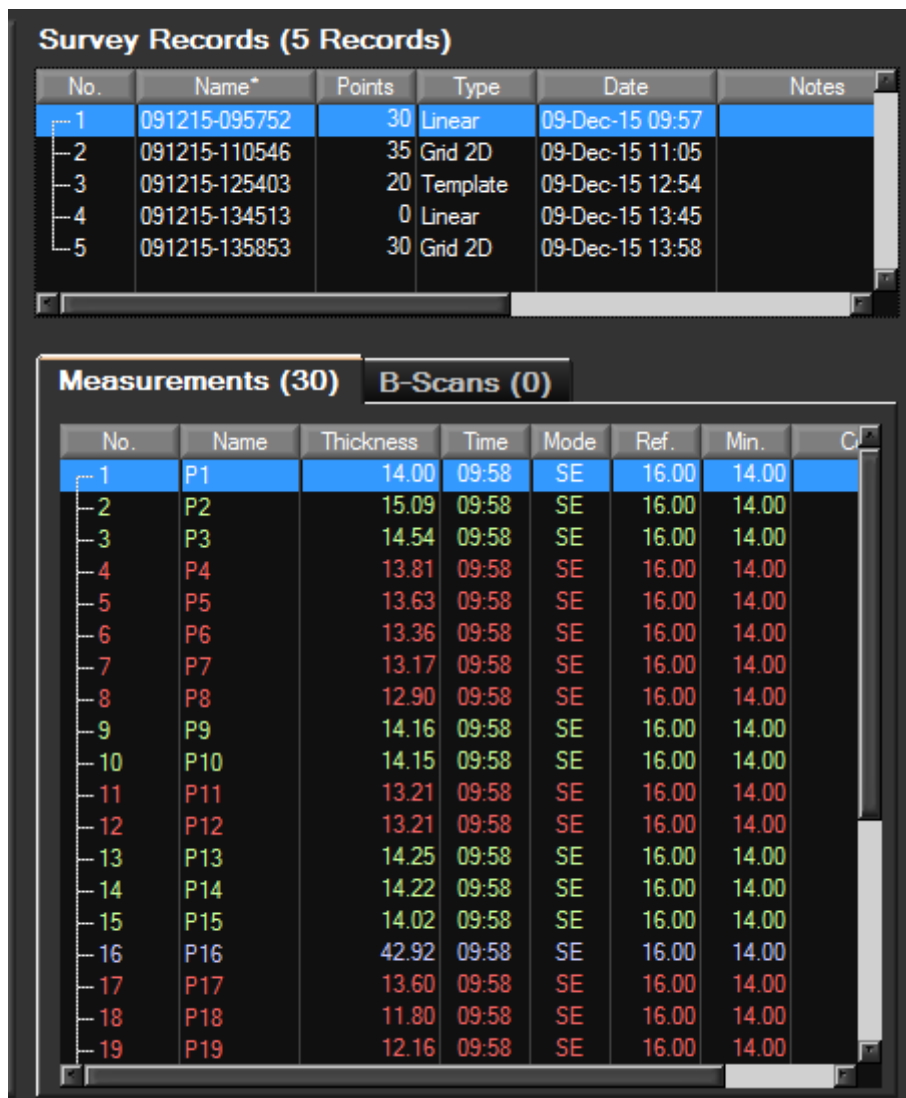 Survey Records (5 Records)
No. Name* Points Type Date Notes
1 091215-095752 30 Linear 09-Dec-15 09:57
2 091215-110546 35 Grid 2D 09-Dec-15 11:05
3 091215-125403 20 Template 09-Dec-15 12:54
4 091215-134513 0 Linear 09-Dec-15 13:45
5 091215-135853 30 Grid 2D 09-Dec-15 13:58
Measurements (30) B-Scans (0)
No. Name Thickness Time Mode Ref. Min.
1 P1 14.00 09:58 SE 16.00 14.00
2 P2 15.09 09:58 SE 16.00 14.00
3 P3 14.54 09:58 SE 16.00 14.00
4 P4 13.81 09:58 SE 16.00 14.00
5 P5 13.63 09:58 SE 16.00 14.00
6 P6 13.36 09:58 SE 16.00 14.00
7 P7 13.17 09:58 SE 16.00 14.00
8 P8 12.90 09:58 SE 16.00 14.00
9 P9 14.16 09:58 SE 16.00 14.00
10 P10 14.15 09:58 SE 16.00 14.00
11 P11 13.21 09:58 SE 16.00 14.00
12 P12 13.21 09:58 SE 16.00 14.00
13 P13 14.25 09:58 SE 16.00 14.00
14 P14 14.22 09:58 SE 16.00 14.00
15 P15 14.02 09:58 SE 16.00 14.00
16 P16 42.92 09:58 SE 16.00 14.00
17 P17 13.60 09:58 SE 16.00 14.00
18 P18 11.80 09:58 SE 16.00 14.00
19 P19 12.16 09:58 SE 16.00 14.00